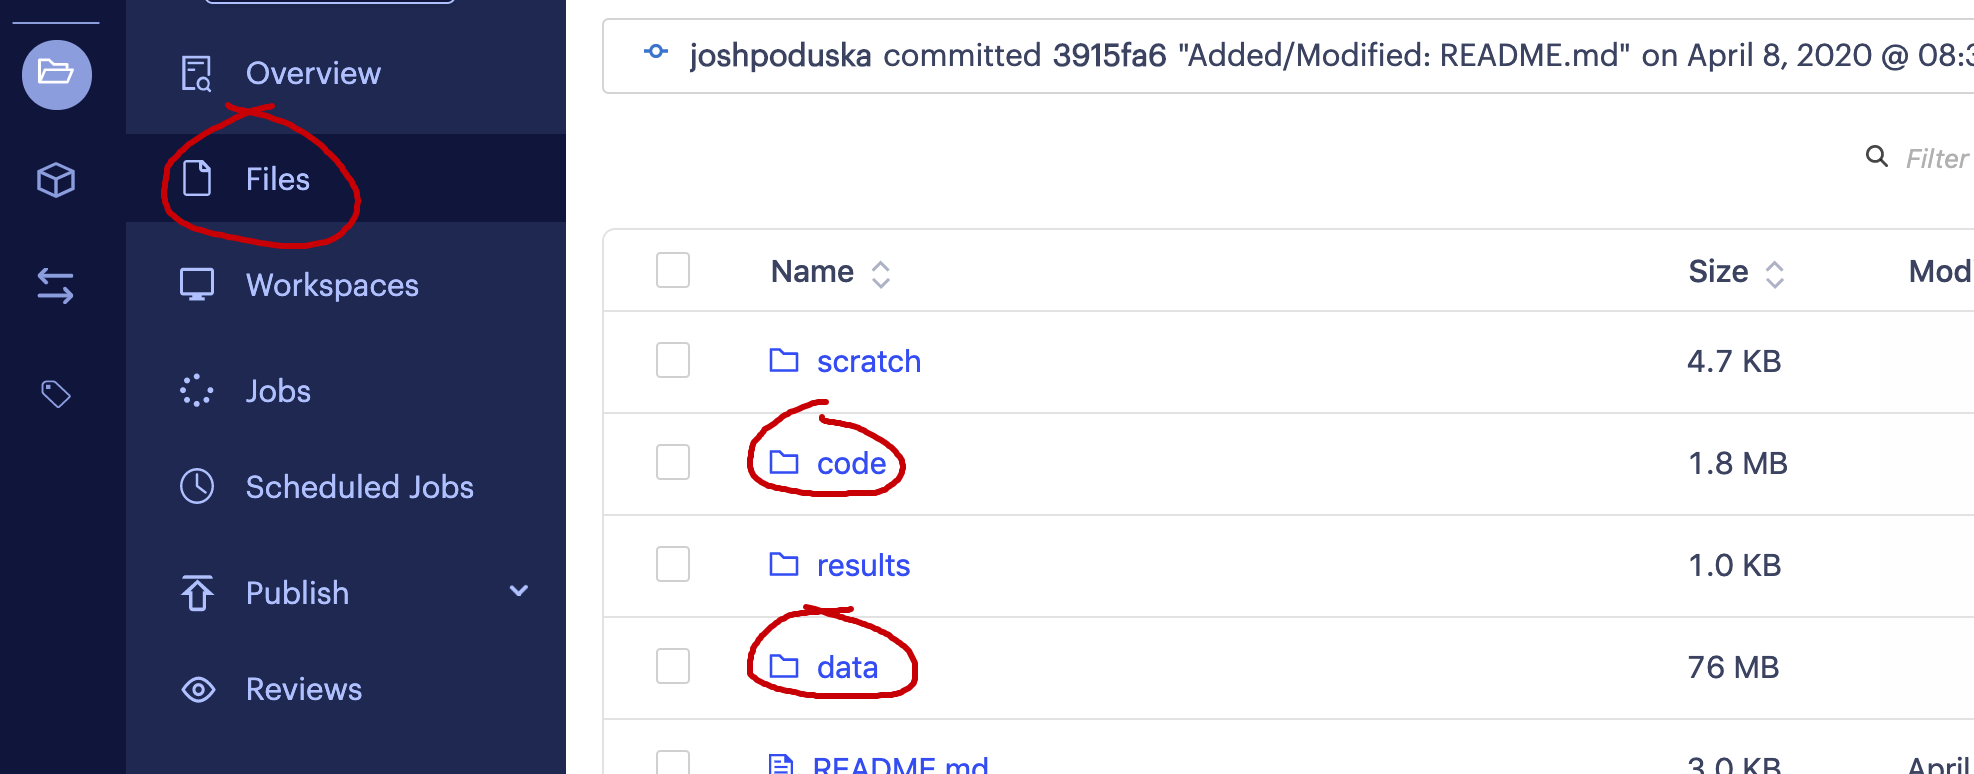 Overview
Files
Workspaces
Jobs
Scheduled Jobs
Publish
Reviews
joshpoduska committed 3915fa6 "Added/Modified: README.md" on April 8, 2020 @ 08:3
Filter
Name Size Mod
scratch 4.7 KB
code 1.8 MB
results 1.0 KB
data 76 MB
README.md 3.0 KB April